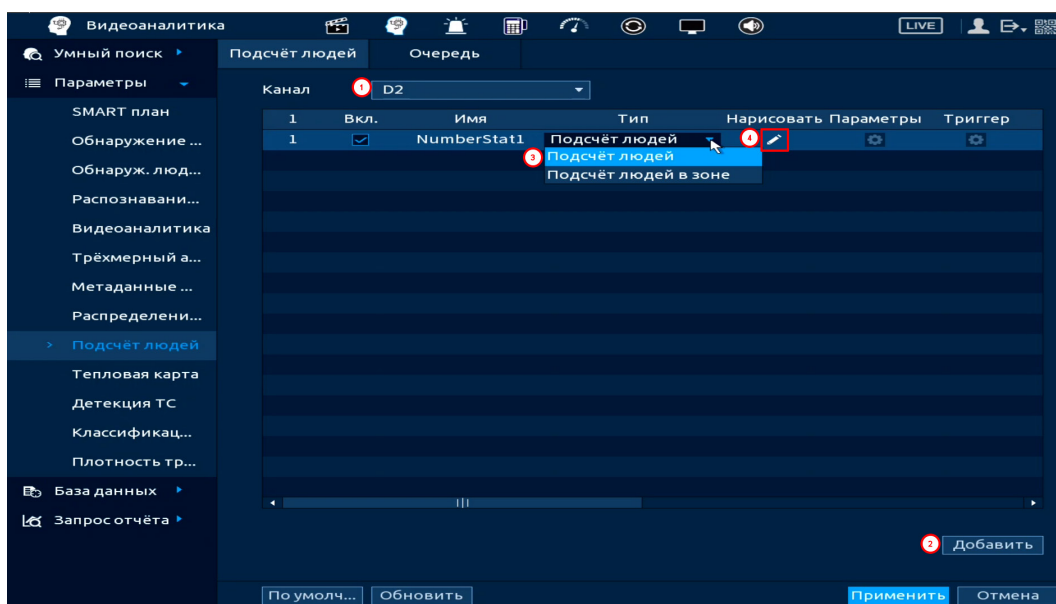 Видеоаналитика LIVE
Умный поиск Подсчёт людей Очередь
Параметры
Канал 1 D2
SMART план
1 Вкл. Имя Тип Нарисовать Параметры Триггер
Обнаружение ...
1 NumberStat1 Подсчёт людей 4
3 Подсчёт людей
Обнаруж. люд...
Подсчёт людей в зоне
Распознавани...
Видеоаналитика
Трёхмерный а...
Метаданные ...
Распределени...
> Подсчёт людей
Тепловая карта
Детекция ТС
Классификац...
Плотность тр...
База данных
Запрос отчёта
2 Добавить
По умолч... Обновить Применить Отмена